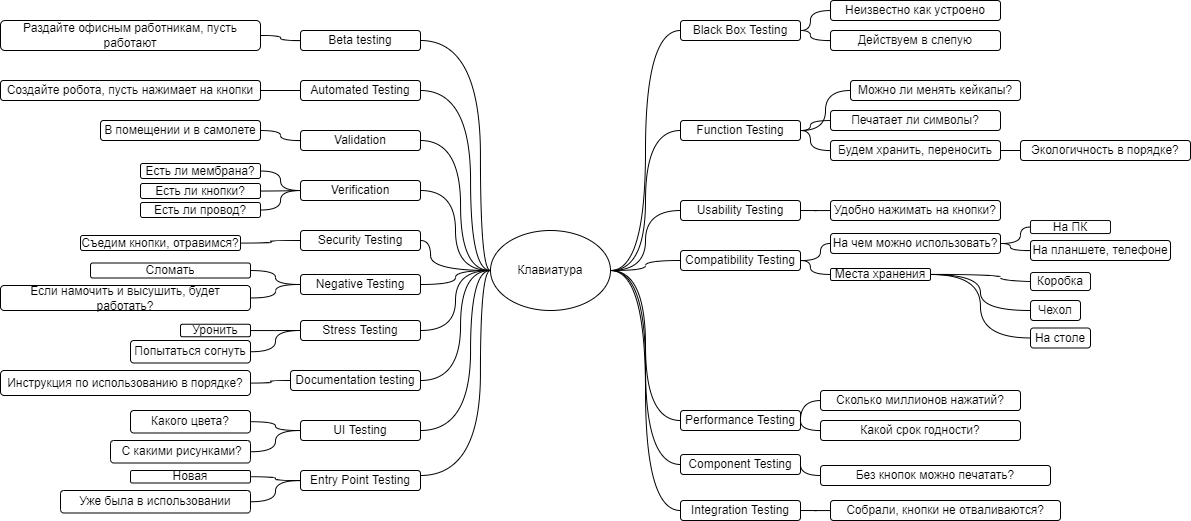 Клавиатура
Beta testing
Раздайте офисным работникам, пусть
работают
Automated Testing
Создайте робота, пусть нажимает на кнопки
Validation
В помещении и в самолете
Verification
Есть ли мембрана?
Есть ли кнопки?
Есть ли провод?
Security Testing
Съедим кнопки, отравимся?
Negative Testing
Сломать
Если намочить и высушить, будет
работать?
Stress Testing
Уронить
Попытаться согнуть
Documentation testing
Инструкция по использованию в порядке?
UI Testing
Какого цвета?
С какими рисунками?
Entry Point Testing
Новая
Уже была в использовании
Black Box Testing
Неизвестно как устроено
Действуем в слепую
Function Testing
Можно ли менять кейкапы?
Печатает ли символы?
Будем хранить, переносить
Экологичность в порядке?
Usability Testing
Удобно нажимать на кнопки?
Compatibility Testing
На чем можно использовать?
На ПК
На планшете, телефоне
Места хранения
Коробка
Чехол
На столе
Performance Testing
Сколько миллионов нажатий?
Какой срок годности?
Component Testing
Без кнопок можно печатать?
Integration Testing
Собрали, кнопки не отваливаются?